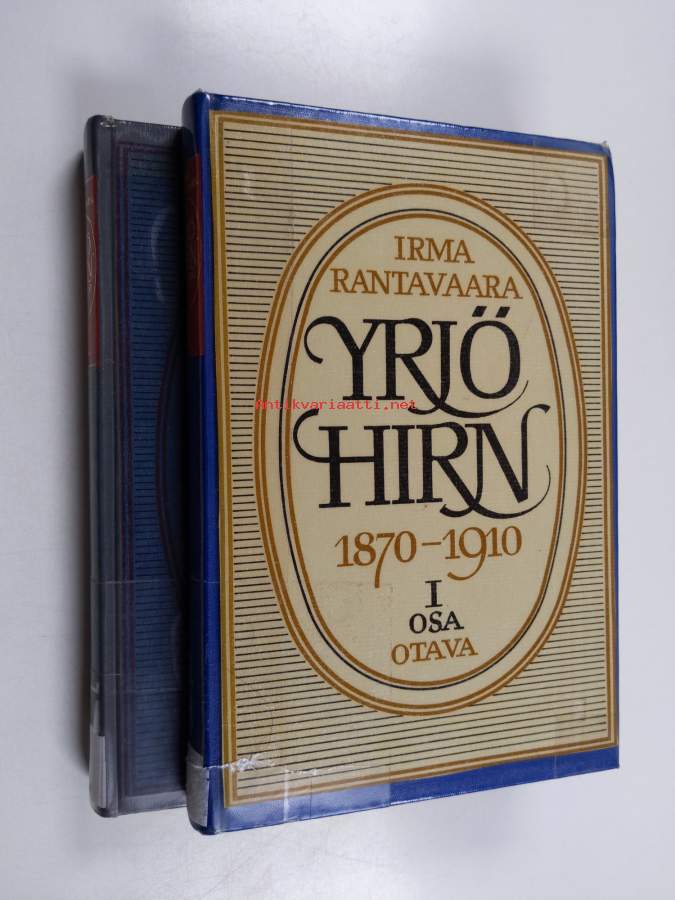 IRMA
RANTAVAARA
YRJÖ
HIRN
1870–1910
I
OSA
OTAVA
Antikvariaatti.net